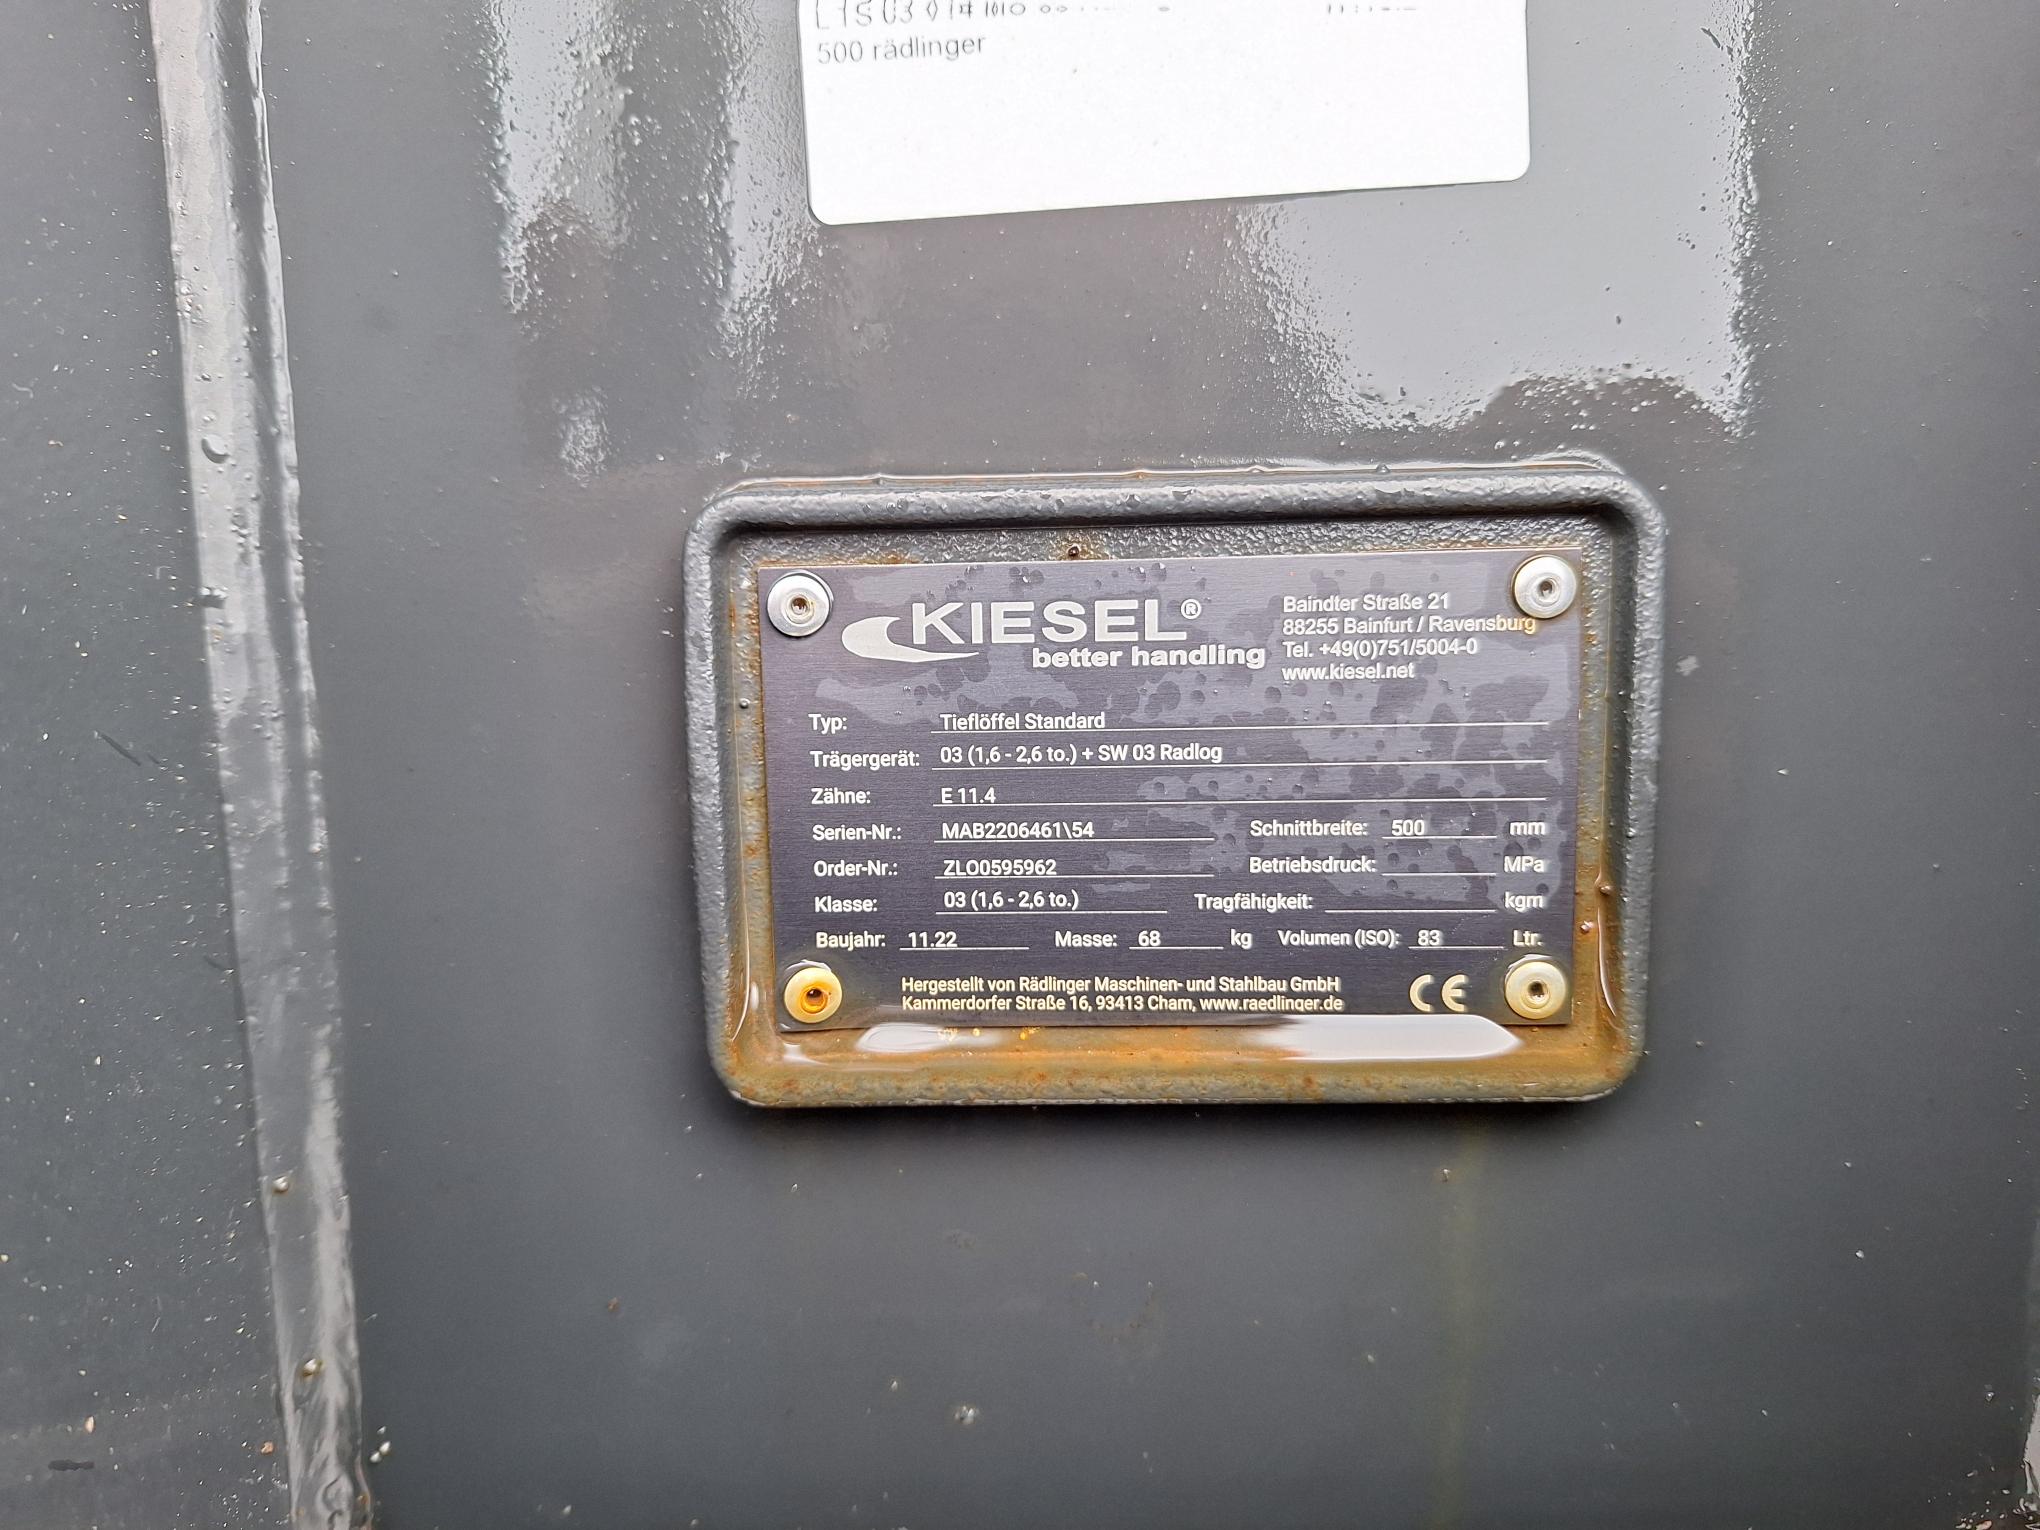 500 rädlinger
KIESEL®
better handling
Baindter Straße 21
88255 Bainfurt / Ravensburg
Tel. +49(0)751/5004-0
www.kiesel.net
Typ: Tieflöffel Standard
Trägergerät: 03 (1,6 - 2,6 to.) + SW 03 Radlog
Zähne: E 11.4
Serien-Nr.: MAB2206461\54 Schnittbreite: 500 mm
Order-Nr.: ZLO0595962 Betriebsdruck: MPa
Klasse: 03 (1,6 - 2,6 to.) Tragfähigkeit: kgm
Baujahr: 11.22 Masse: 68 kg Volumen (ISO): 83 Ltr.
Hergestellt von Rädlinger Maschinen- und Stahlbau GmbH
Kammerdorfer Straße 16, 93413 Cham, www.raedlinger.de
CE